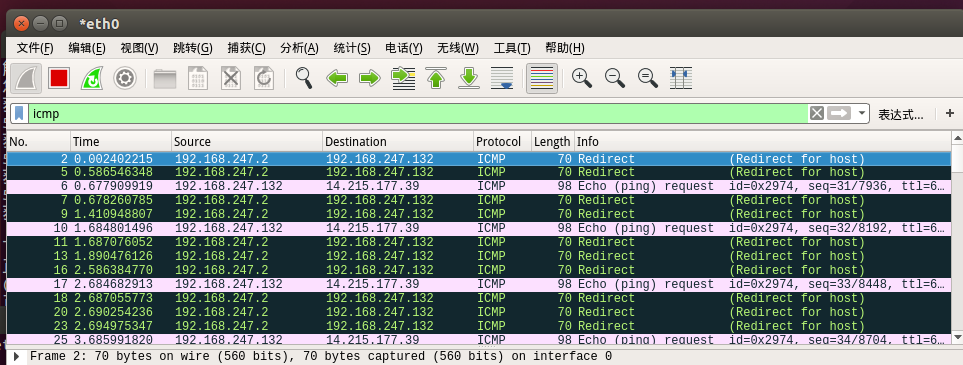 *eth0
文件(F) 编辑(E) 视图(V) 跳转(G) 捕获(C) 分析(A) 统计(S) 电话(Y) 无线(W) 工具(T) 帮助(H)
icmp 表达式… +
No. Time Source Destination Protocol Length Info
2 0.002402215 192.168.247.2 192.168.247.132 ICMP 70 Redirect (Redirect for host)
5 0.586546348 192.168.247.2 192.168.247.132 ICMP 70 Redirect (Redirect for host)
6 0.677909919 192.168.247.132 14.215.177.39 ICMP 98 Echo (ping) request id=0x2974, seq=31/7936, ttl=6…
7 0.678260785 192.168.247.2 192.168.247.132 ICMP 70 Redirect (Redirect for host)
9 1.410948807 192.168.247.2 192.168.247.132 ICMP 70 Redirect (Redirect for host)
10 1.684801496 192.168.247.132 14.215.177.39 ICMP 98 Echo (ping) request id=0x2974, seq=32/8192, ttl=6…
11 1.687076052 192.168.247.2 192.168.247.132 ICMP 70 Redirect (Redirect for host)
13 1.890476126 192.168.247.2 192.168.247.132 ICMP 70 Redirect (Redirect for host)
16 2.586384770 192.168.247.2 192.168.247.132 ICMP 70 Redirect (Redirect for host)
17 2.684682913 192.168.247.132 14.215.177.39 ICMP 98 Echo (ping) request id=0x2974, seq=33/8448, ttl=6…
18 2.687055773 192.168.247.2 192.168.247.132 ICMP 70 Redirect (Redirect for host)
20 2.690254236 192.168.247.2 192.168.247.132 ICMP 70 Redirect (Redirect for host)
23 2.694975347 192.168.247.2 192.168.247.132 ICMP 70 Redirect (Redirect for host)
25 3.685991820 192.168.247.132 14.215.177.39 ICMP 98 Echo (ping) request id=0x2974, seq=34/8704, ttl=6…
Frame 2: 70 bytes on wire (560 bits), 70 bytes captured (560 bits) on interface 0